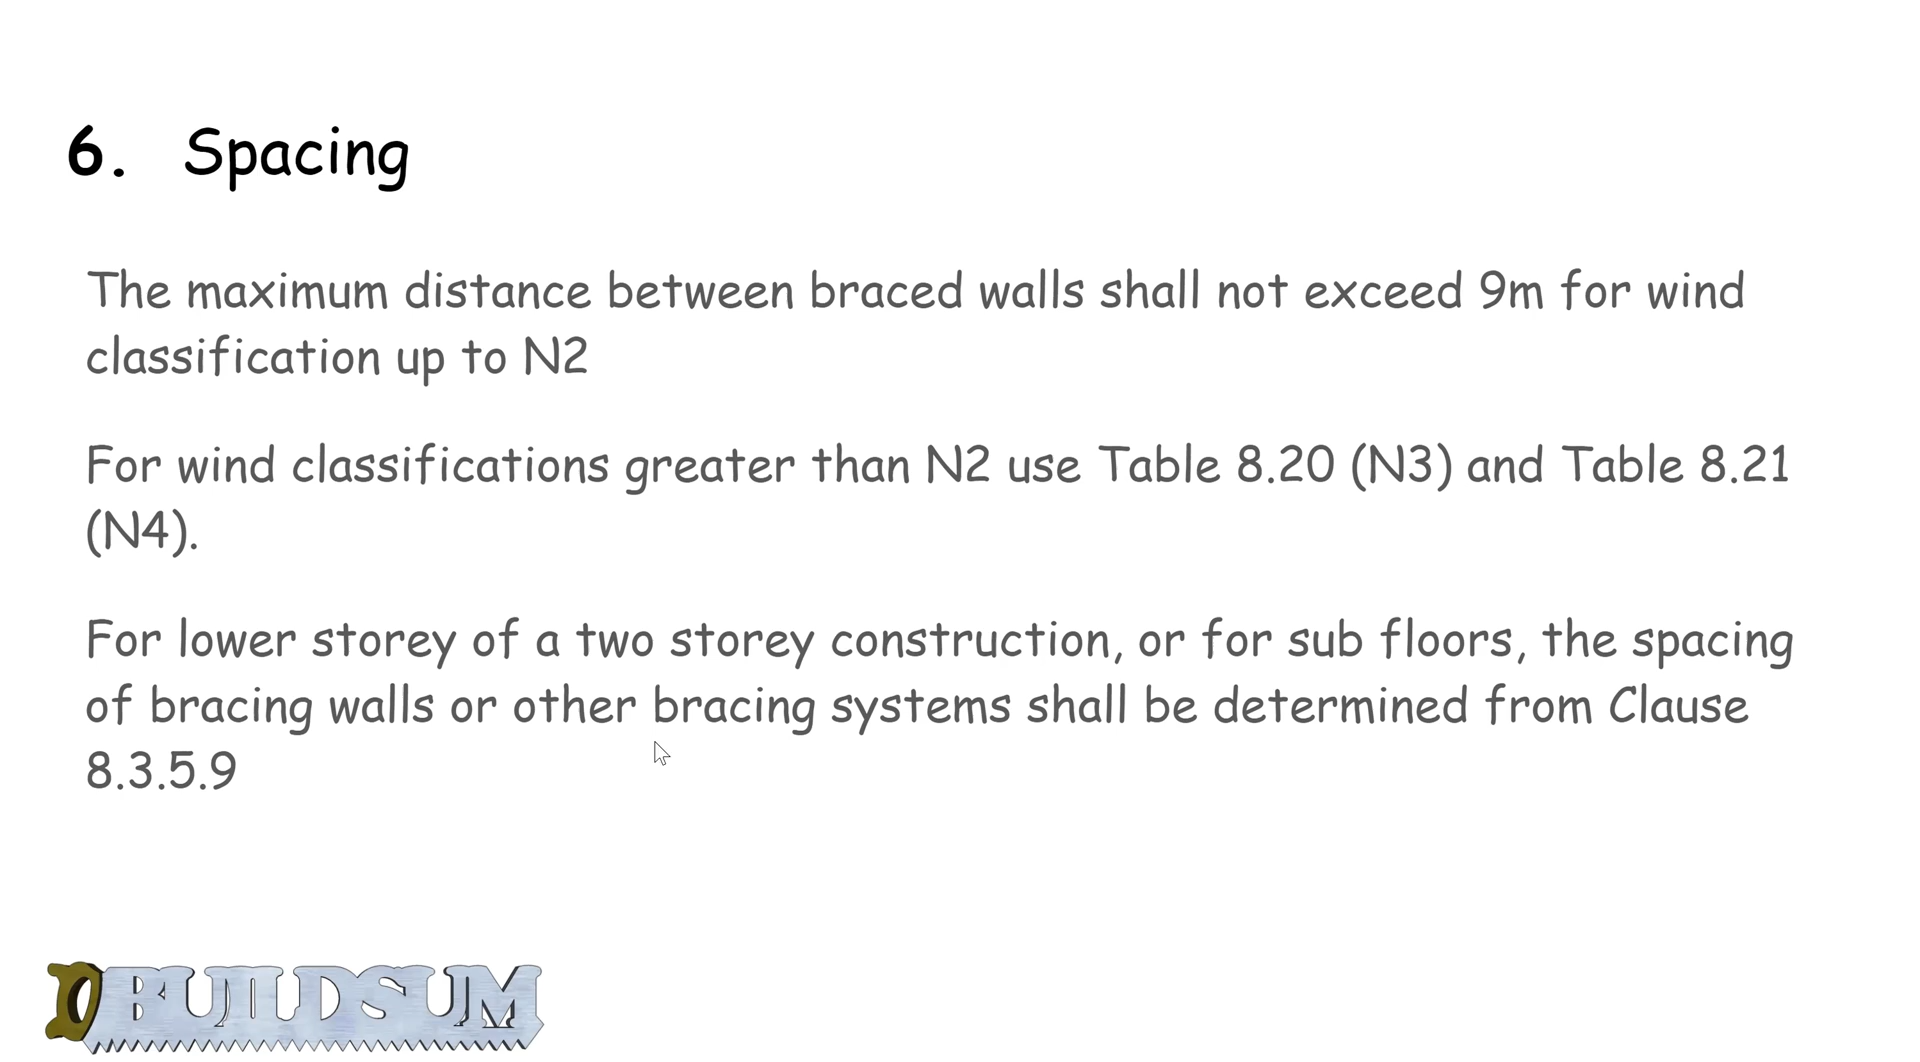 6. Spacing
The maximum distance between braced walls shall not exceed 9m for wind
classification up to N2
For wind classifications greater than N2 use Table 8.20 (N3) and Table 8.21
(N4).
For lower storey of a two storey construction, or for sub floors, the spacing
of bracing walls or other bracing systems shall be determined from Clause
8.3.5.9
BUILDSUM